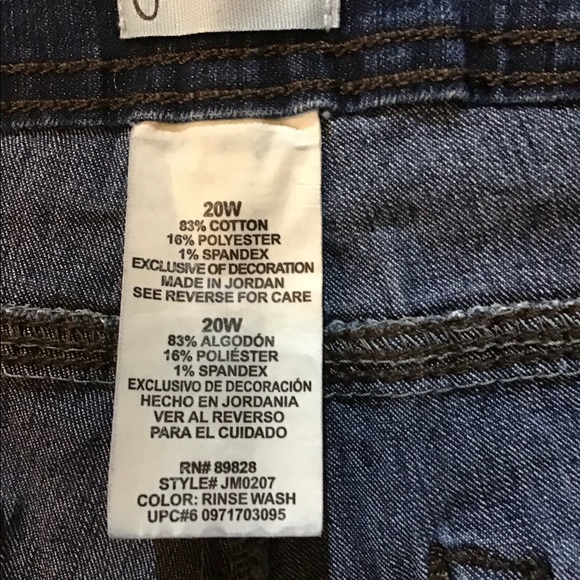 20W
83% COTTON
16% POLYESTER
1% SPANDEX
EXCLUSIVE OF DECORATION
MADE IN JORDAN
SEE REVERSE FOR CARE
20W
83% ALGODÓN
16% POLIÉSTER
1% SPANDEX
EXCLUSIVO DE DECORACIÓN
HECHO EN JORDANIA
VER AL REVERSO
PARA EL CUIDADO
RN# 89828
STYLE# JM0207
COLOR: RINSE WASH
UPC#6 0971703095